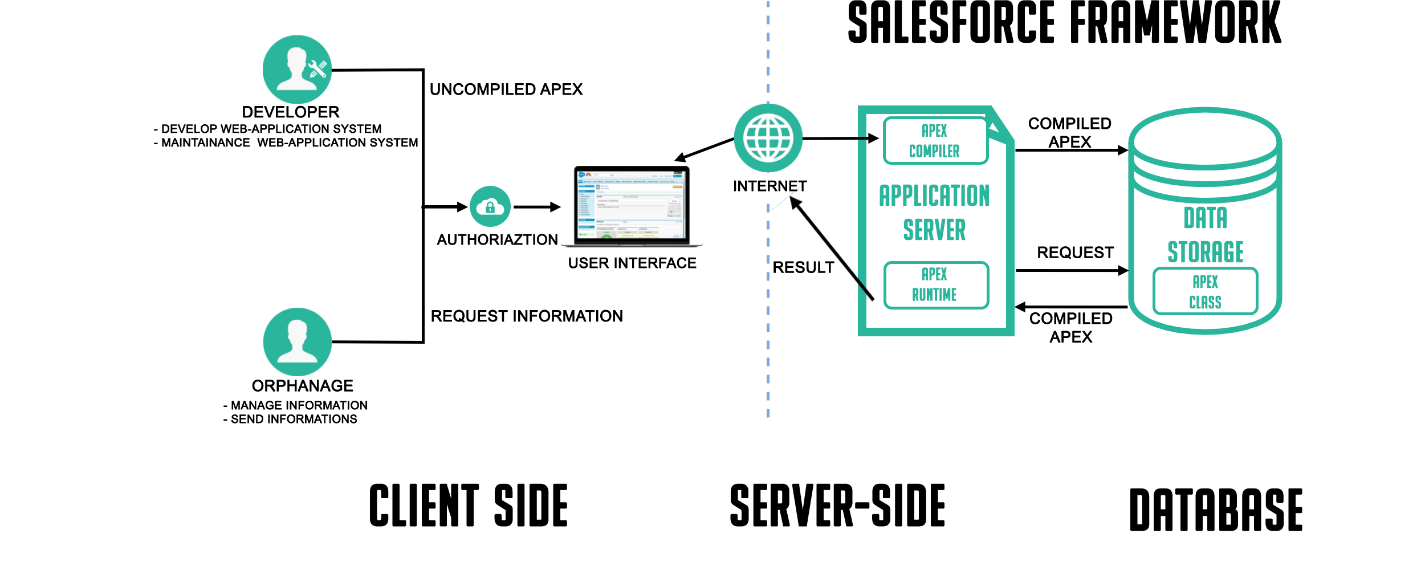 SALESFORCE FRAMEWORK
UNCOMPILED APEX
DEVELOPER
- DEVELOP WEB-APPLICATION SYSTEM
- MAINTAINANCE WEB-APPLICATION SYSTEM
AUTHORIAZTION
USER INTERFACE
REQUEST INFORMATION
ORPHANAGE
- MANAGE INFORMATION
- SEND INFORMATIONS
INTERNET
RESULT
APEX
COMPILER
APPLICATION
SERVER
APEX
RUNTIME
COMPILED
APEX
REQUEST
COMPILED
APEX
DATA
STORAGE
APEX
CLASS
CLIENT SIDE
SERVER-SIDE
DATABASE